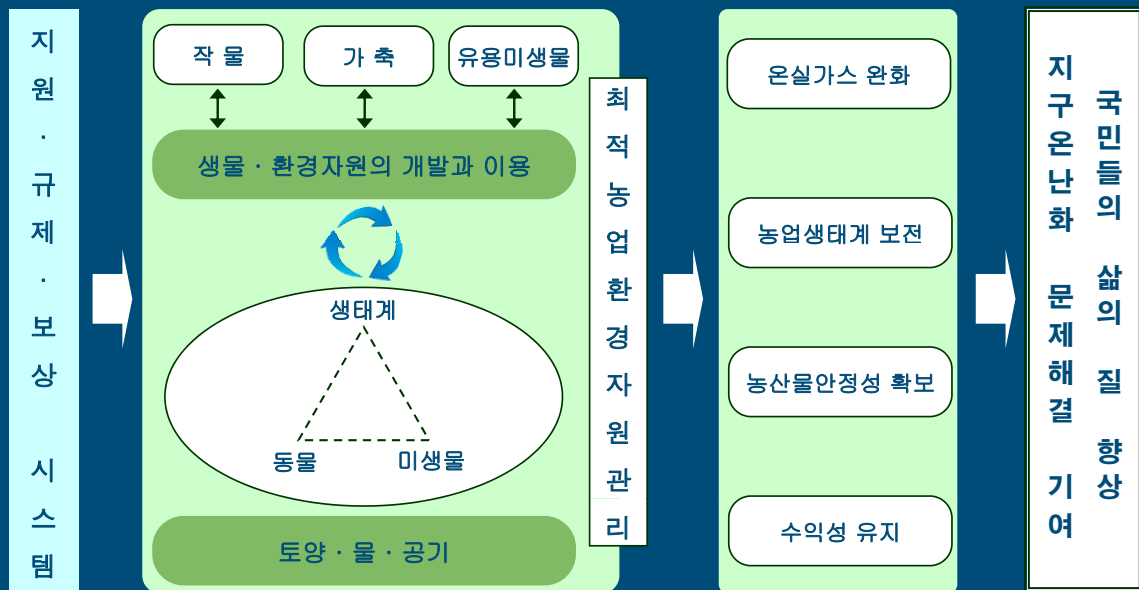 지원·규제·보상 시스템
작 물
가 축
유용미생물
생물·환경자원의 개발과 이용
생태계
동물
미생물
토양·물·공기
최적농업환경자원관리
온실가스 완화
농업생태계 보전
농산물안정성 확보
수익성 유지
국민들의 삶의 질 향상
지구온난화 문제해결 기여